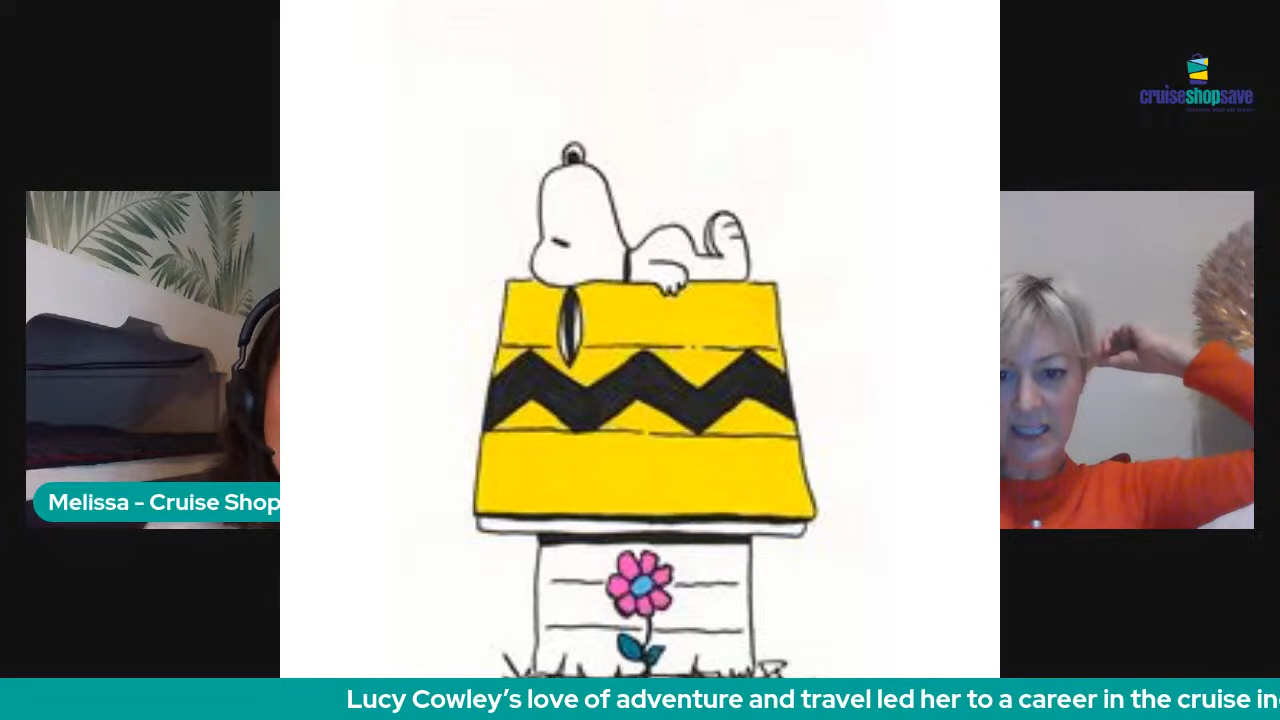 cruiseshopsave
Melissa - Cruise Shop
Lucy Cowley’s love of adventure and travel led her to a career in the cruise in